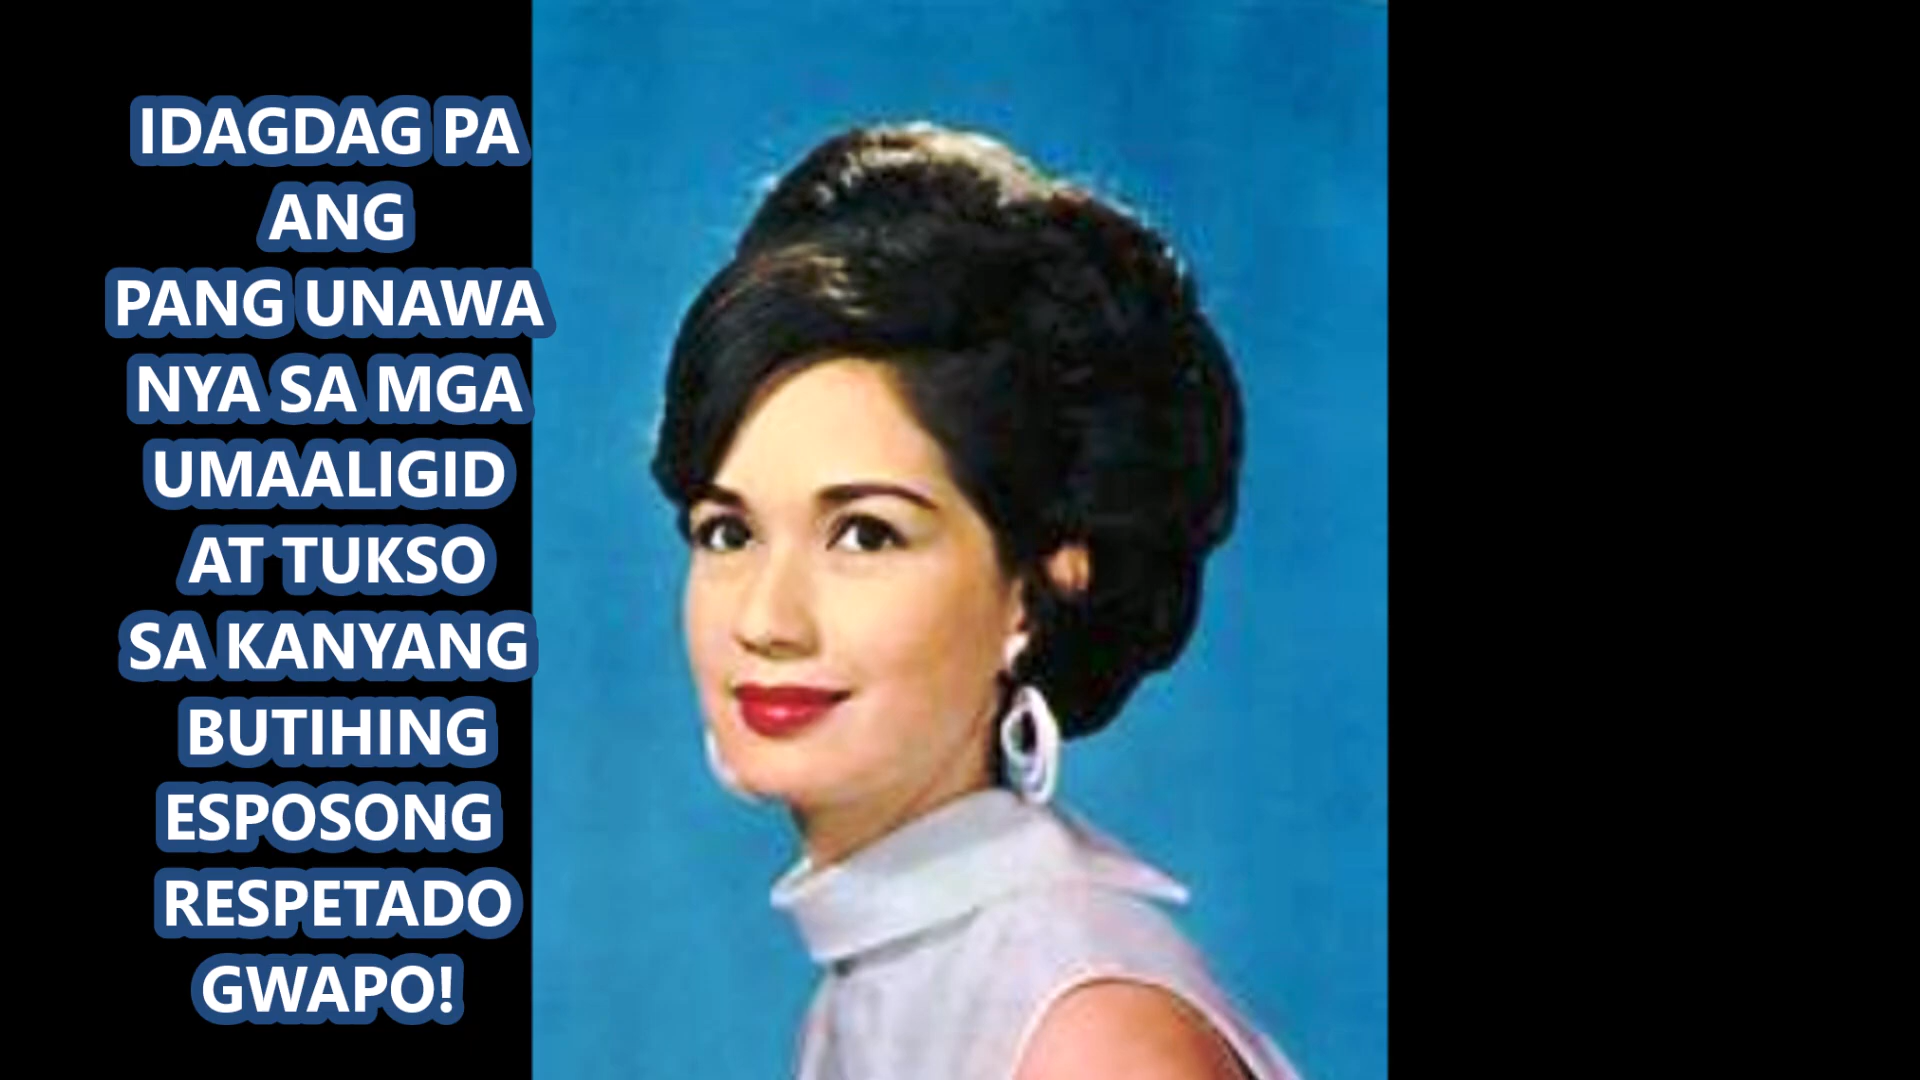 IDAGDAG PA
ANG
PANG UNAWA
NYA SA MGA
UMAALIGID
AT TUKSO
SA KANYANG
BUTIHING
ESPOSONG
RESPETADO
GWAPO!